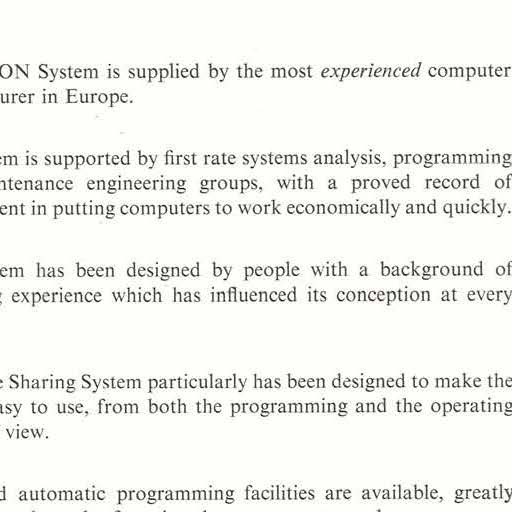 ON System is supplied by the most experienced computer
urer in Europe.
em is supported by first rate systems analysis, programming
ntenance engineering groups, with a proved record of
ent in putting computers to work economically and quickly.
em has been designed by people with a background of
g experience which has influenced its conception at every
e Sharing System particularly has been designed to make the
asy to use, from both the programming and the operating
view.
d automatic programming facilities are available, greatly